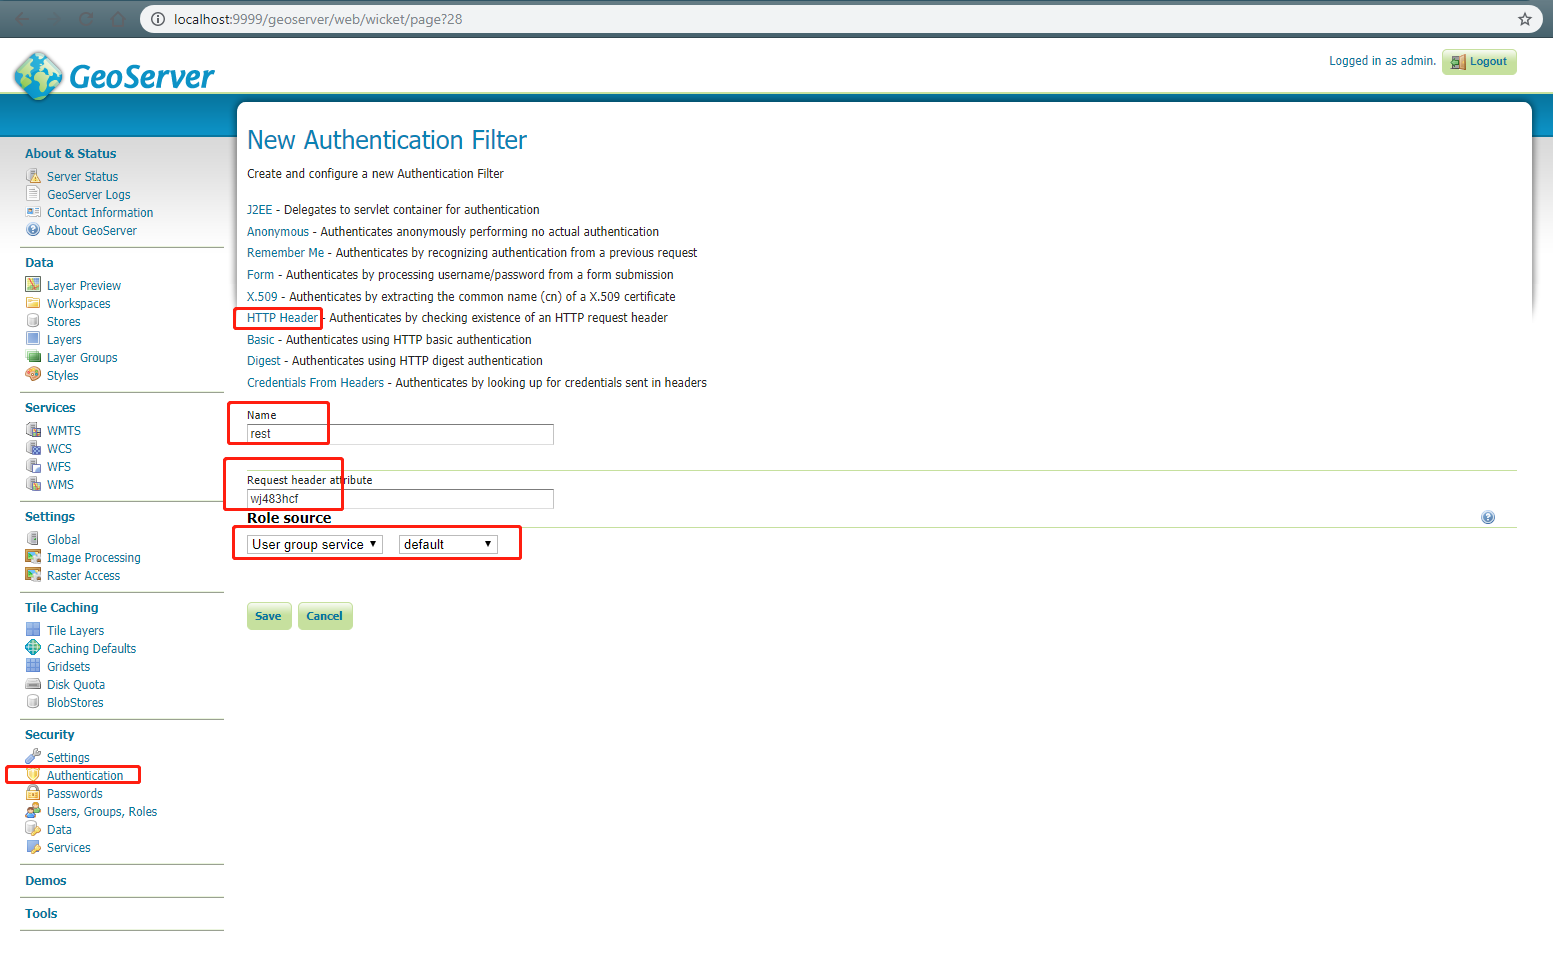 localhost:9999/geoserver/web/wicket/page?28
GeoServer
Logged in as admin.
Logout
About & Status
Server Status
GeoServer Logs
Contact Information
About GeoServer
Data
Layer Preview
Workspaces
Stores
Layers
Layer Groups
Styles
Services
WMTS
WCS
WFS
WMS
Settings
Global
Image Processing
Raster Access
Tile Caching
Tile Layers
Caching Defaults
Gridsets
Disk Quota
BlobStores
Security
Settings
Authentication
Passwords
Users, Groups, Roles
Data
Services
Demos
Tools
New Authentication Filter
Create and configure a new Authentication Filter
J2EE - Delegates to servlet container for authentication
Anonymous - Authenticates anonymously performing no actual authentication
Remember Me - Authenticates by recognizing authentication from a previous request
Form - Authenticates by processing username/password from a form submission
X.509 - Authenticates by extracting the common name (cn) of a X.509 certificate
HTTP Header - Authenticates by checking existence of an HTTP request header
Basic - Authenticates using HTTP basic authentication
Digest - Authenticates using HTTP digest authentication
Credentials From Headers - Authenticates by looking up for credentials sent in headers
Name
rest
Request header attribute
wj483hcf
Role source
User group service
default
Save
Cancel